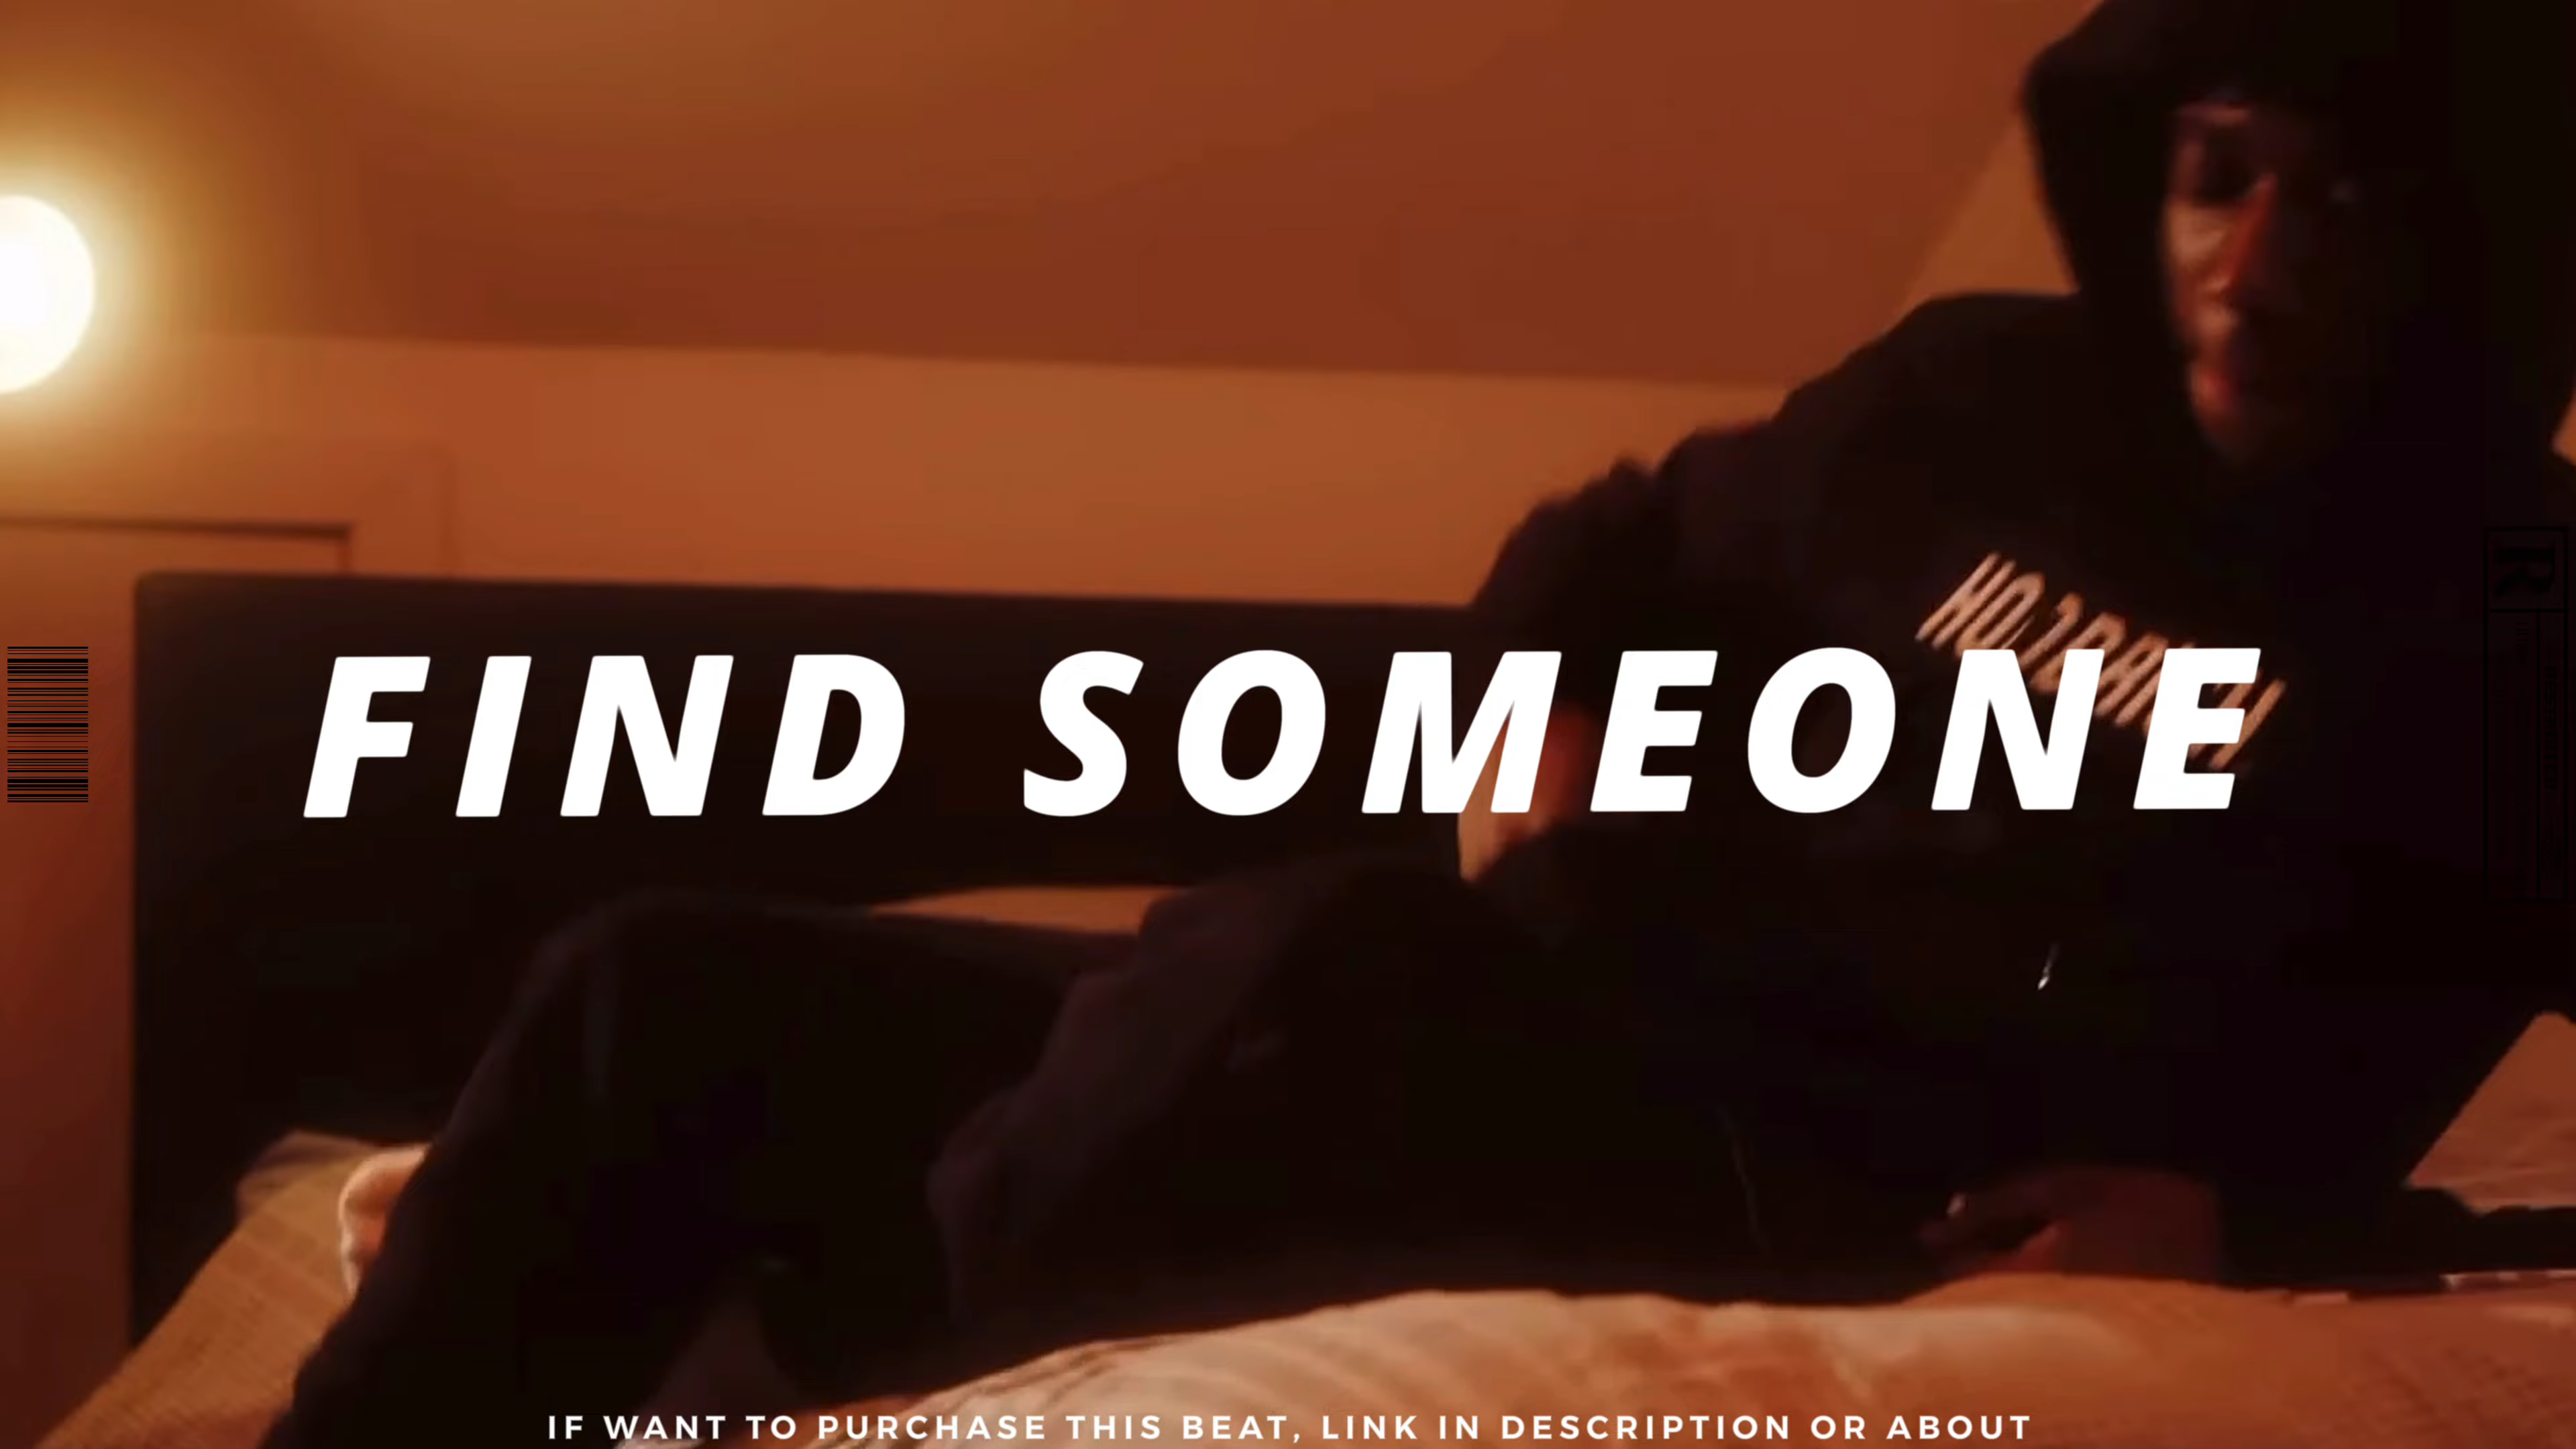 FIND SOMEONE
IF WANT TO PURCHASE THIS BEAT, LINK IN DESCRIPTION OR ABOUT